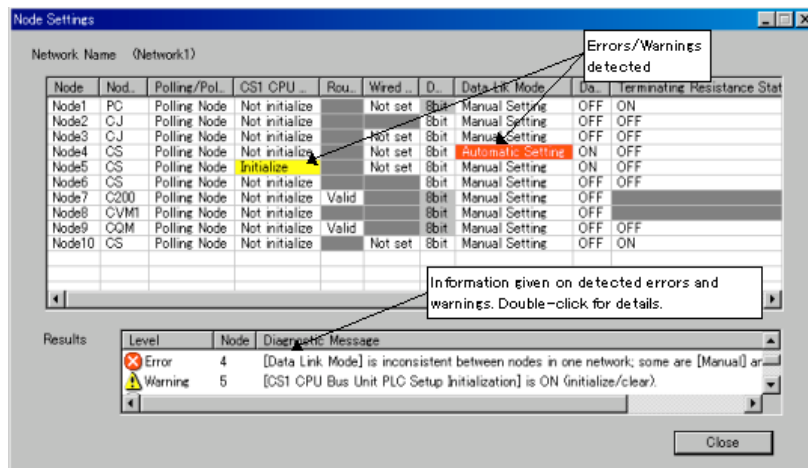 Node Settings
Network Name (Network1)
Errors/Warnings
detected
Node Nod.. Polling/Pol.. CS1 CPU ... Rou.. Wired ... D... Data Lik Mode Da.. Terminating Resistance Stat
Node1 PC Polling Node Not initialize Not set 8bit Manual Setting OFF ON
Node2 CJ Polling Node Not initialize 8bit Manual Setting OFF OFF
Node3 CJ Polling Node Not initialize Not set 8bit Manual Setting OFF OFF
Node4 CS Polling Node Not initialize Not set 8bit Automatic Setting ON OFF
Node5 CS Polling Node Initialize Not set 8bit Manual Setting ON OFF
Node6 CS Polling Node Not initialize 8bit Manual Setting OFF OFF
Node7 C200 Polling Node Not initialize Valid 8bit Manual Setting OFF
Node8 CVM1 Polling Node Not initialize 8bit Manual Setting OFF
Node9 CQM Polling Node Not initialize Valid 8bit Manual Setting OFF OFF
Node10 CS Polling Node Not initialize Not set 8bit Manual Setting OFF ON
Information given on detected errors and
warnings. Double-click for details.
Results
Level Node Diagnostic Message
Error 4 [Data Link Mode] is inconsistent between nodes in one network; some are [Manual] an
Warning 5 [CS1 CPU Bus Unit PLC Setup Initialization] is ON (initialize/clear).
Close